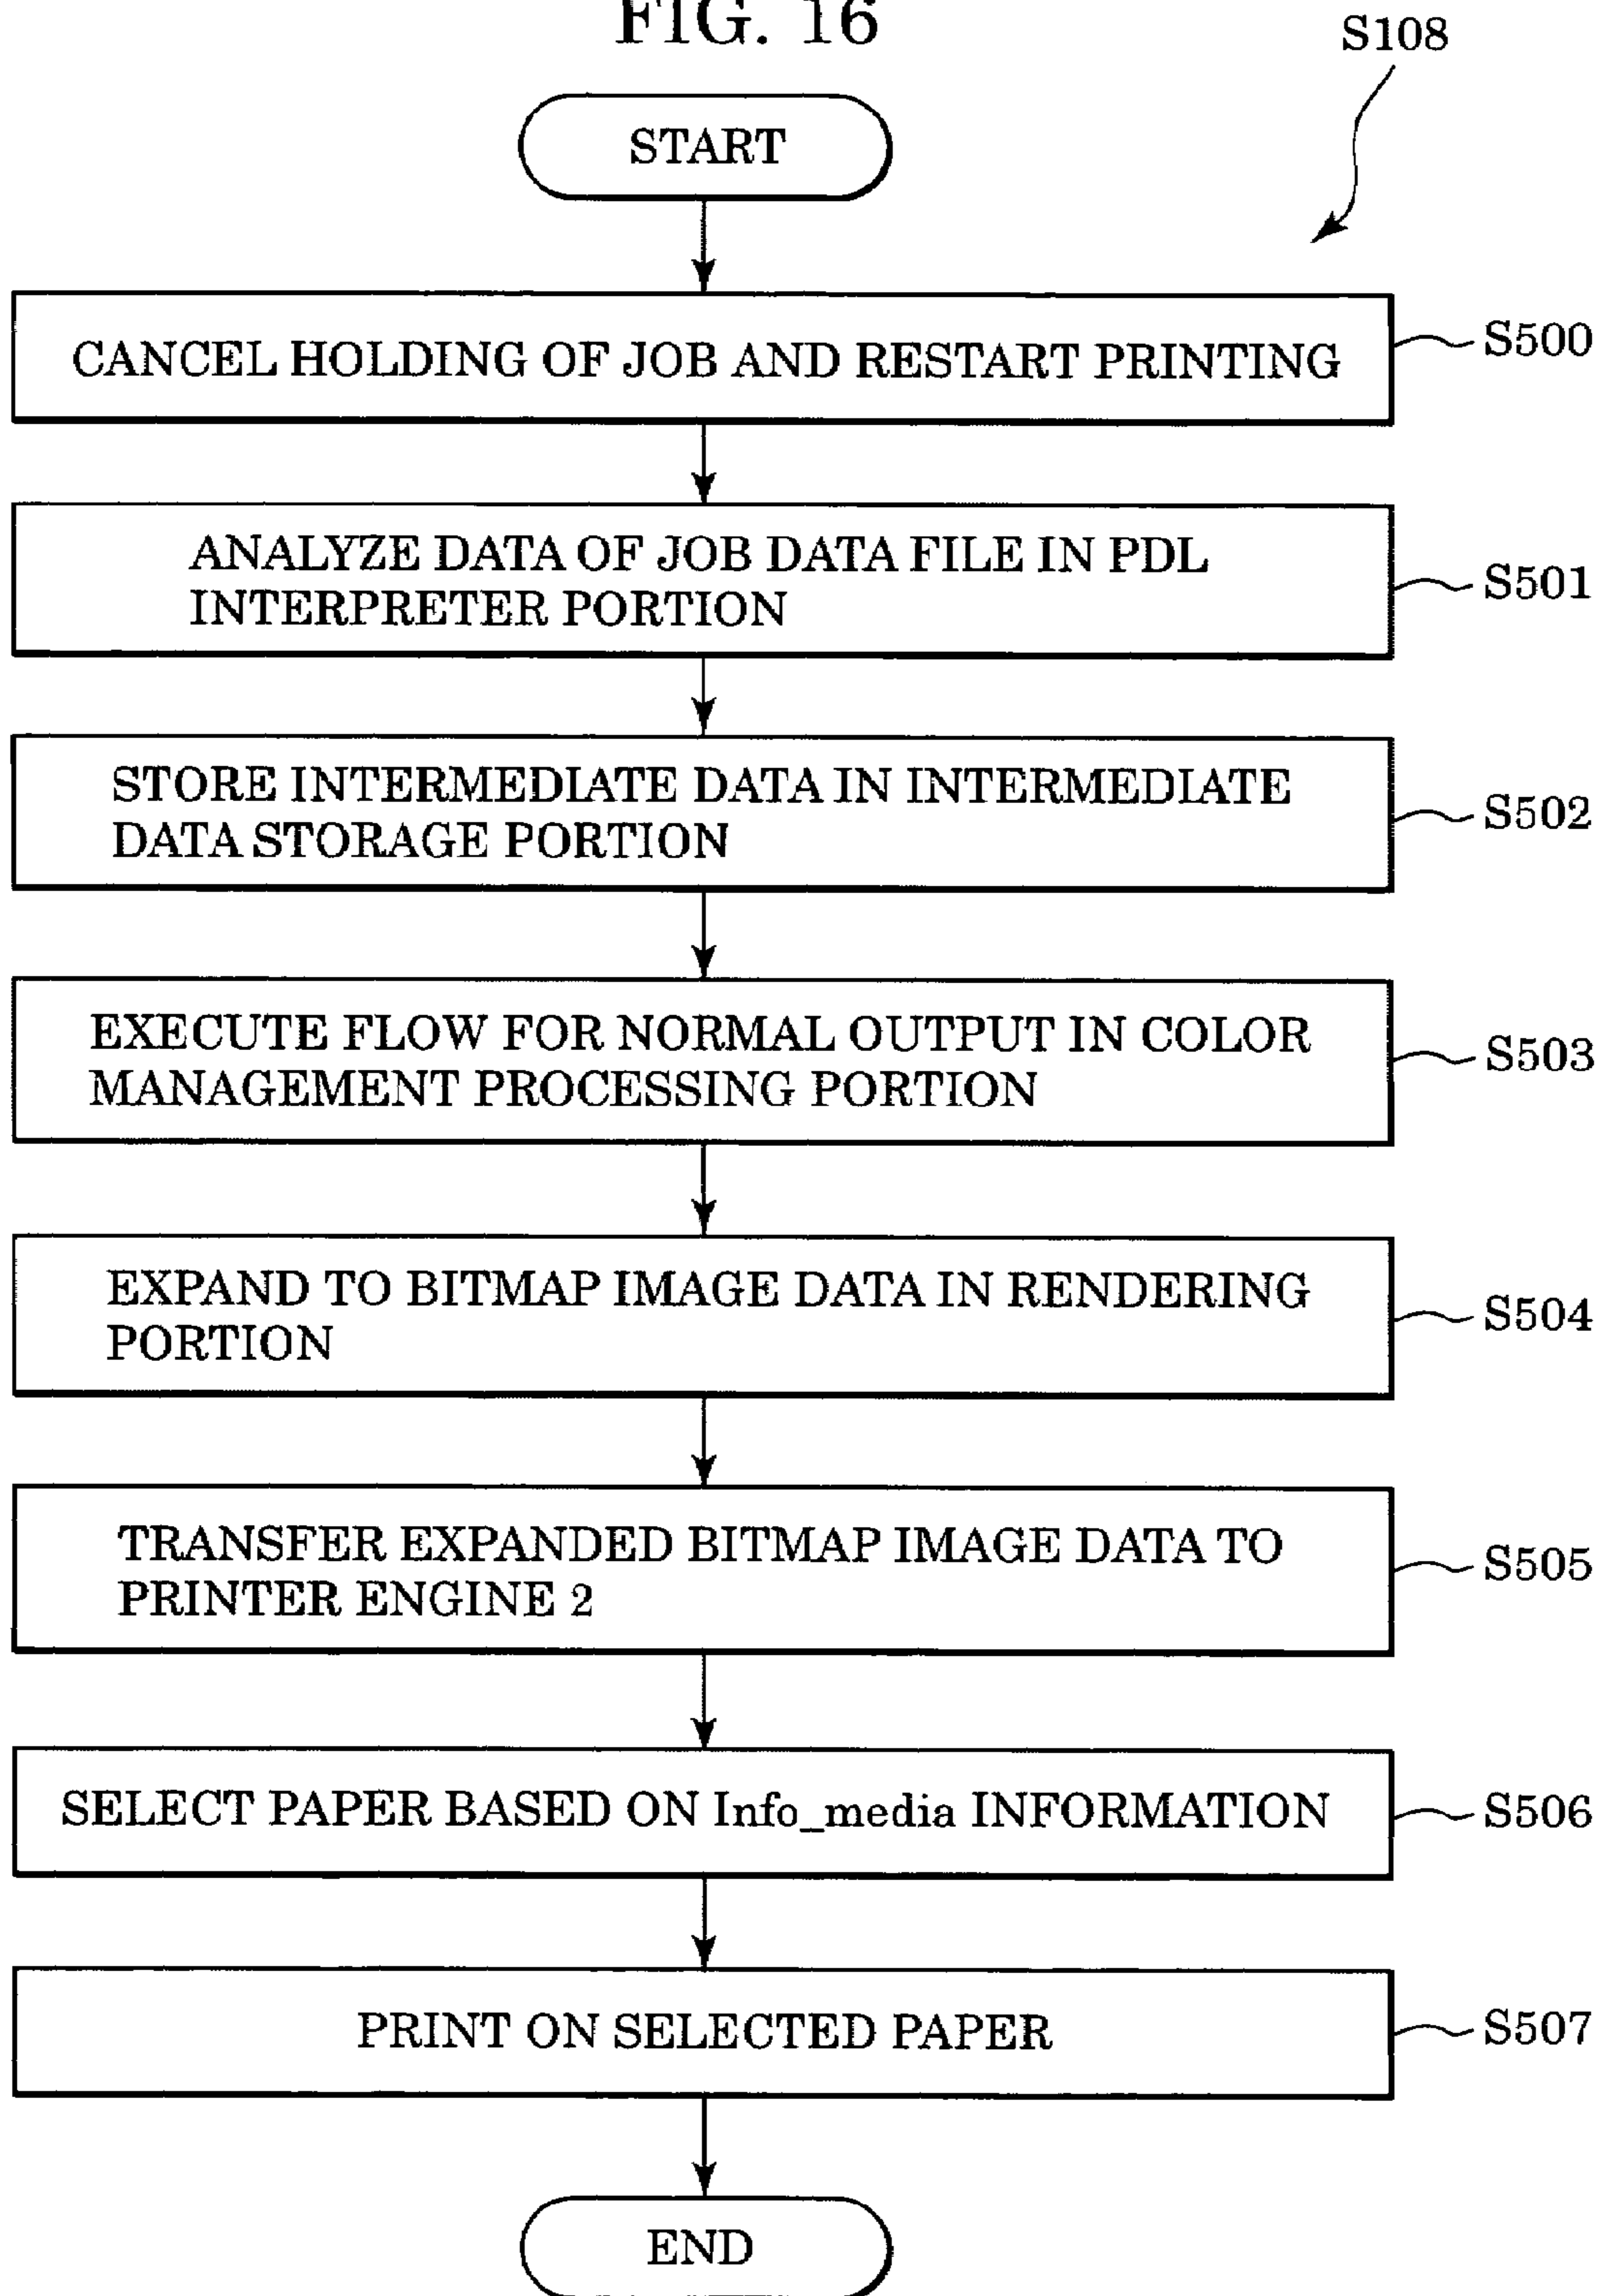 FIG. 16
S108
START
CANCEL HOLDING OF JOB AND RESTART PRINTING
S500
ANALYZE DATA OF JOB DATA FILE IN PDL
INTERPRETER PORTION
S501
STORE INTERMEDIATE DATA IN INTERMEDIATE
DATA STORAGE PORTION
S502
EXECUTE FLOW FOR NORMAL OUTPUT IN COLOR
MANAGEMENT PROCESSING PORTION
S503
EXPAND TO BITMAP IMAGE DATA IN RENDERING
PORTION
S504
TRANSFER EXPANDED BITMAP IMAGE DATA TO
PRINTER ENGINE 2
S505
SELECT PAPER BASED ON Info_media INFORMATION
S506
PRINT ON SELECTED PAPER
S507
END